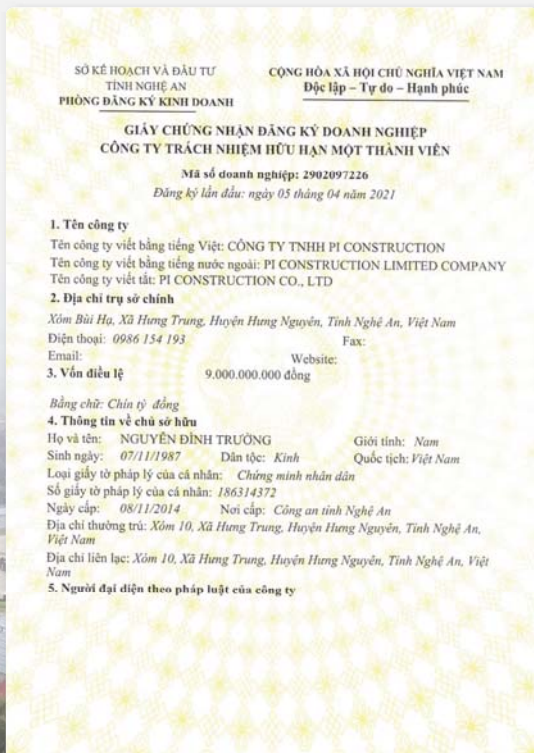 SỞ KẾ HOẠCH VÀ ĐẦU TƯ
TỈNH NGHỆ AN
PHÒNG ĐĂNG KÝ KINH DOANH
CỘNG HÒA XÃ HỘI CHỦ NGHĨA VIỆT NAM
Độc lập – Tự do – Hạnh phúc
GIẤY CHỨNG NHẬN ĐĂNG KÝ DOANH NGHIỆP
CÔNG TY TRÁCH NHIỆM HỮU HẠN MỘT THÀNH VIÊN
Mã số doanh nghiệp: 2902097226
Đăng ký lần đầu: ngày 05 tháng 04 năm 2021
1. Tên công ty
Tên công ty viết bằng tiếng Việt: CÔNG TY TNHH PI CONSTRUCTION
Tên công ty viết bằng tiếng nước ngoài: PI CONSTRUCTION LIMITED COMPANY
Tên công ty viết tắt: PI CONSTRUCTION CO., LTD
2. Địa chỉ trụ sở chính
Xóm Bùi Hạ, Xã Hưng Trung, Huyện Hưng Nguyên, Tỉnh Nghệ An, Việt Nam
Điện thoại: 0986 154 193 Fax:
Email: Website:
3. Vốn điều lệ 9.000.000.000 đồng
Bằng chữ: Chín tỷ đồng
4. Thông tin về chủ sở hữu
Họ và tên: NGUYỄN ĐÌNH TRƯỜNG Giới tính: Nam
Sinh ngày: 07/11/1987 Dân tộc: Kinh Quốc tịch: Việt Nam
Loại giấy tờ pháp lý của cá nhân: Chứng minh nhân dân
Số giấy tờ pháp lý của cá nhân: 186314372
Ngày cấp: 08/11/2014 Nơi cấp: Công an tỉnh Nghệ An
Địa chỉ thường trú: Xóm 10, Xã Hưng Trung, Huyện Hưng Nguyên, Tỉnh Nghệ An,
Việt Nam
Địa chỉ liên lạc: Xóm 10, Xã Hưng Trung, Huyện Hưng Nguyên, Tỉnh Nghệ An, Việt
Nam
5. Người đại diện theo pháp luật của công ty